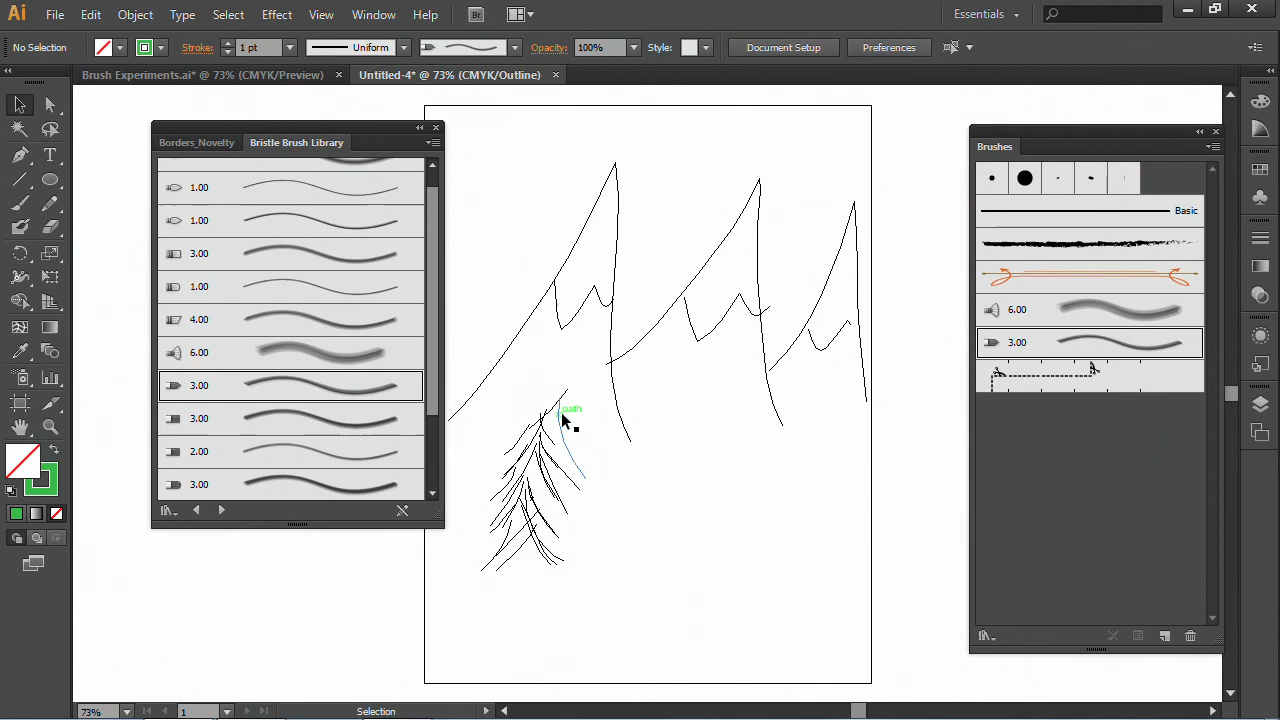 Ai File Edit Object Type Select Effect View Window Help Br Essentials
No Selection Stroke: 1 pt Uniform Opacity: 100% Style: Document Setup Preferences
Brush Experiments.ai* @ 73% (CMYK/Preview) Untitled-4* @ 73% (CMYK/Outline)
Borders_Novelty Bristle Brush Library
1.00
1.00
3.00
1.00
4.00
6.00
3.00
3.00
2.00
3.00
path
Brushes
Basic
6.00
3.00
73% 1 Selection